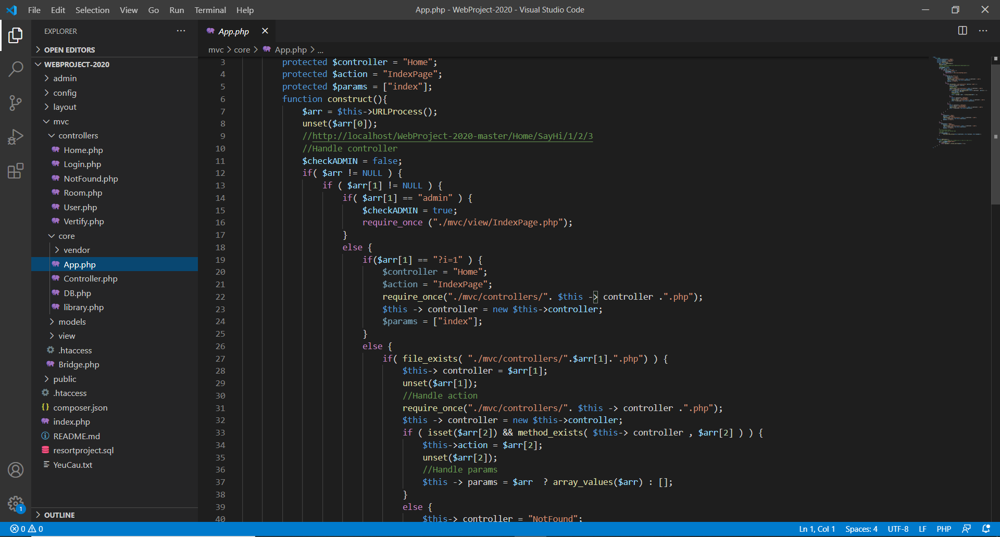 File Edit Selection View Go Run Terminal Help
App.php - WebProject-2020 - Visual Studio Code
EXPLORER
OPEN EDITORS
WEBPROJECT-2020
admin
config
layout
mvc
controllers
Home.php
Login.php
NotFound.php
Room.php
User.php
Vertify.php
core
vendor
App.php
Controller.php
DB.php
library.php
models
view
.htaccess
Bridge.php
public
.htaccess
composer.json
index.php
README.md
resortproject.sql
YeuCau.txt
OUTLINE
1
App.php
mvc > core > App.php > ...
3 protected $controller = "Home";
4 protected $action = "IndexPage";
5 protected $params = ["index"];
6 function construct(){
7 $arr = $this->URLProcess();
8 unset($arr[0]);
9 //http://localhost/WebProject-2020-master/Home/SayHi/1/2/3
10 //Handle controller
11 $checkADMIN = false;
12 if( $arr != NULL ) {
13 if ( $arr[1] != NULL ) {
14 if( $arr[1] == "admin" ) {
15 $checkADMIN = true;
16 require_once ("./mvc/view/IndexPage.php");
17 }
18 else {
19 if($arr[1] == "?i=1" ) {
20 $controller = "Home";
21 $action = "IndexPage";
22 require_once("./mvc/controllers/". $this -> controller .".php");
23 $this -> controller = new $this->controller;
24 $params = ["index"];
25 }
26 else {
27 if( file_exists( "./mvc/controllers/".$arr[1].".php") ) {
28 $this-> controller = $arr[1];
29 unset($arr[1]);
30 //Handle action
31 require_once("./mvc/controllers/". $this -> controller .".php");
32 $this -> controller = new $this->controller;
33 if ( isset($arr[2]) && method_exists( $this-> controller , $arr[2] ) ) {
34 $this->action = $arr[2];
35 unset($arr[2]);
36 //Handle params
37 $this -> params = $arr  ? array_values($arr) : [];
38 }
39 else {
40 $this-> controller = "NotFound";
0 0
Ln 1, Col 1 Spaces: 4 UTF-8 LF PHP